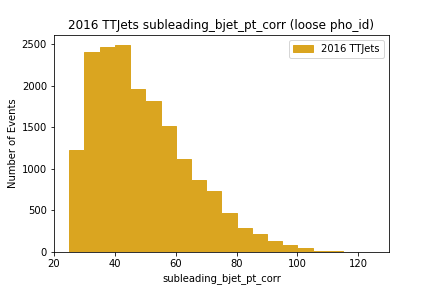 2016 TTJets subleading_bjet_pt_corr (loose pho_id)
2016 TTJets
Number of Events
2500
2000
1500
1000
500
0
20 40 60 80 100 120
subleading_bjet_pt_corr